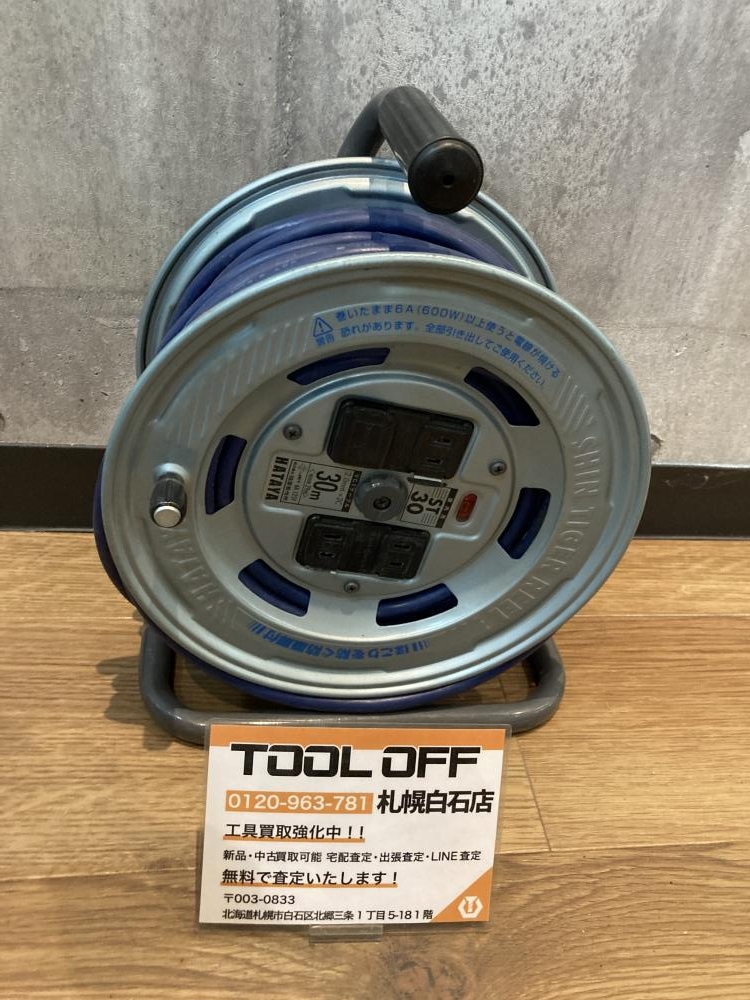 巻いたまま6A(600W)以上使うと電線が焼ける
警告 恐れがあります。全部引き出してご使用ください
SHIN TIGER REEL
HATAYA
30m
ST
30
TOOL OFF
0120-963-781 札幌白石店
工具買取強化中!!
新品・中古買取可能 宅配査定・出張査定・LINE査定
無料で査定いたします!
〒003-0833
北海道札幌市白石区北郷三条1丁目5-18 1階